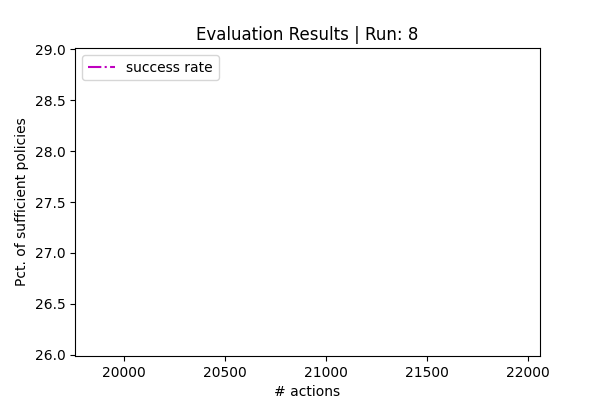 Evaluation Results | Run: 8
29.0
success rate
28.5
28.0
27.5
27.0
26.5
26.0
Pct. of sufficient policies
20000 20500 21000 21500 22000
# actions